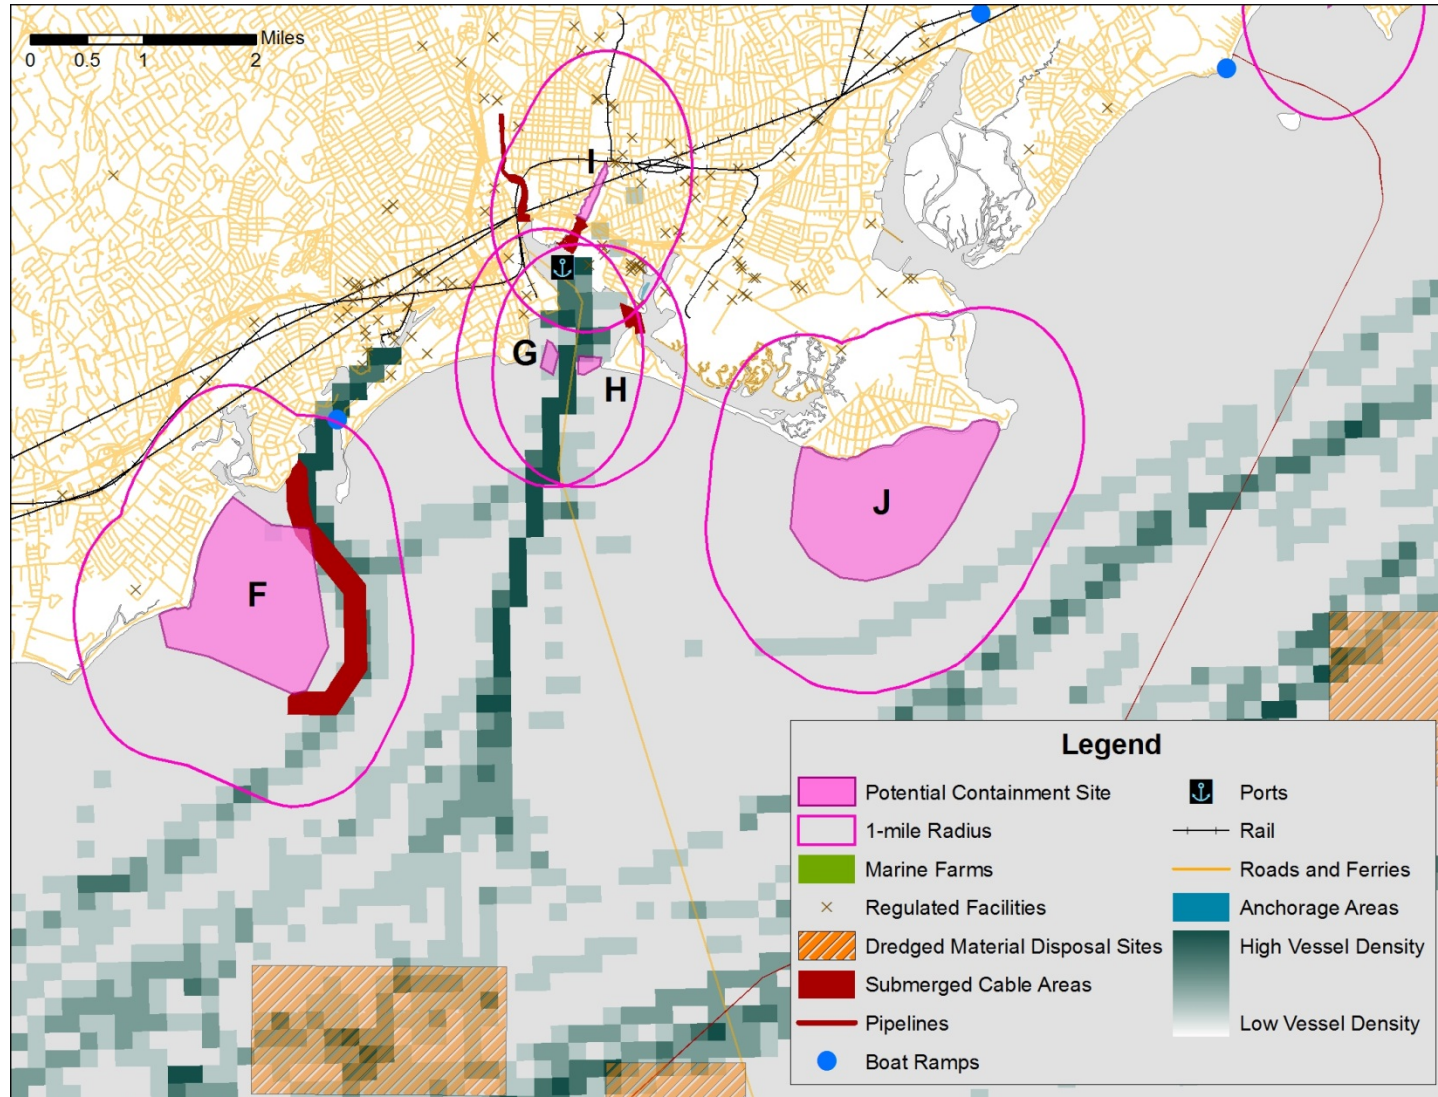 Miles
0 0.5 1 2
I
G
H
J
F
Legend
Potential Containment Site
Ports
1-mile Radius
Rail
Marine Farms
Roads and Ferries
Regulated Facilities
Anchorage Areas
Dredged Material Disposal Sites
High Vessel Density
Submerged Cable Areas
Pipelines
Low Vessel Density
Boat Ramps